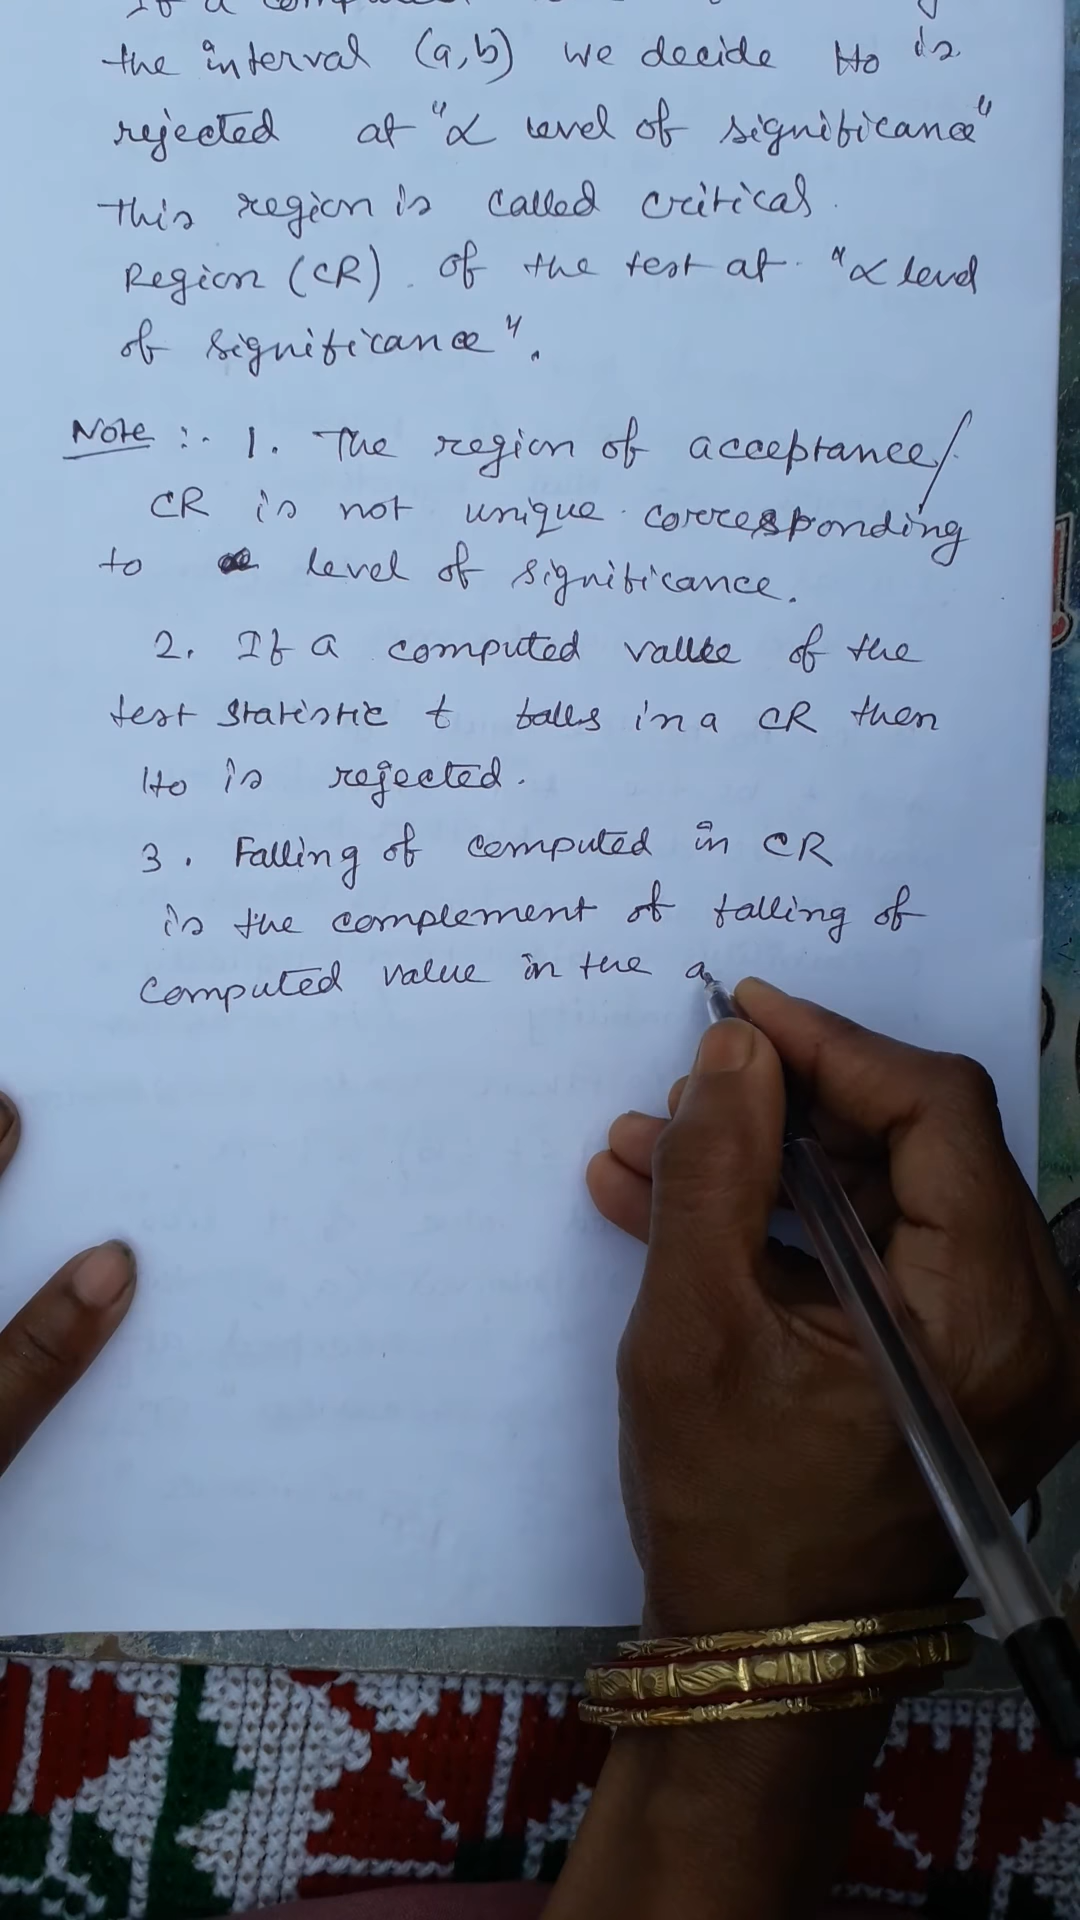 If a computed
the interval (a,b) we decide Ho is
rejected at "α level of significance"
This region is called critical
Region (CR) of the test at "α level
of significance".
Note :- 1. The region of acceptance/
CR is not unique corresponding
to level of significance.
2. If a computed value of the
test statistic t falls in a CR then
Ho is rejected.
3. Falling of computed in CR
is the complement of falling of
computed value in the a